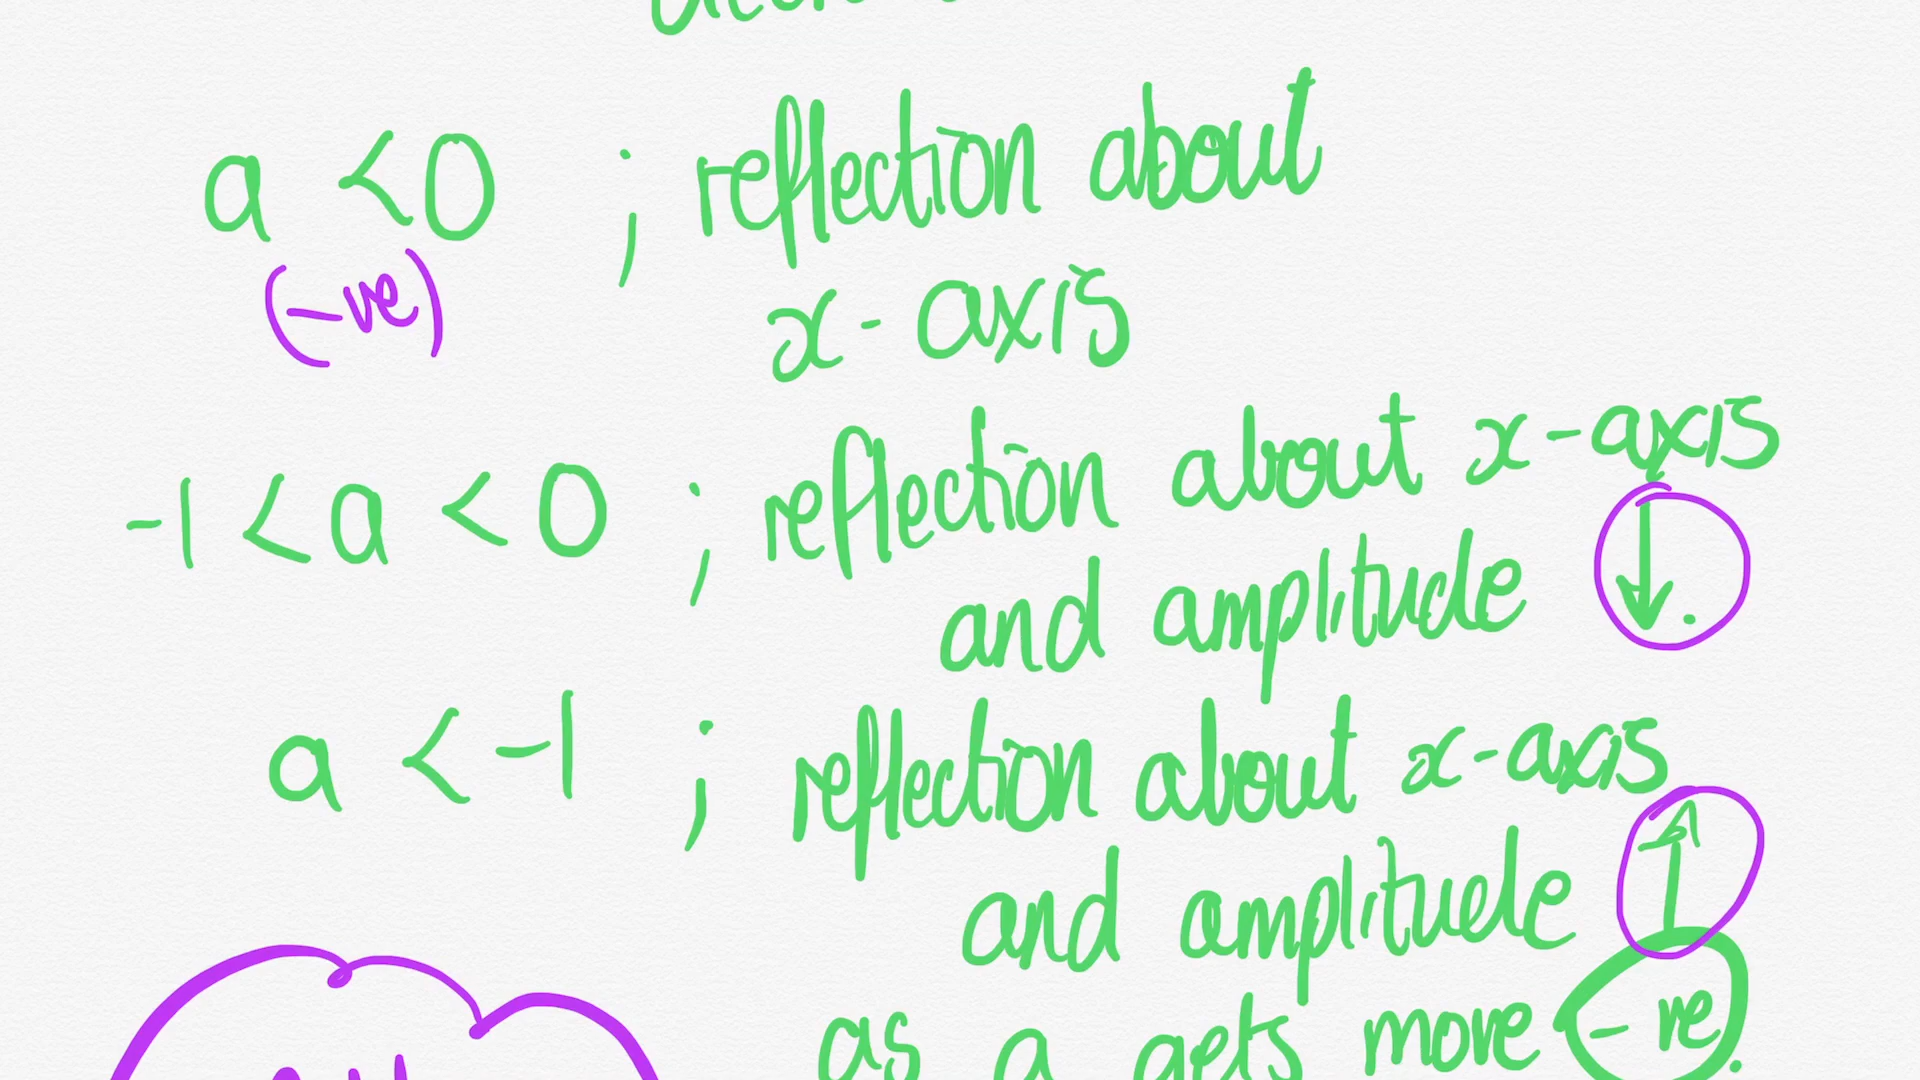 a < 0 ; reflection about
(-ve)
x-axis
-1 < a < 0 ; reflection about x-axis
and amplitude ↓.
a < -1 ; reflection about x-axis
and amplitude ↑
as a gets more -ve.